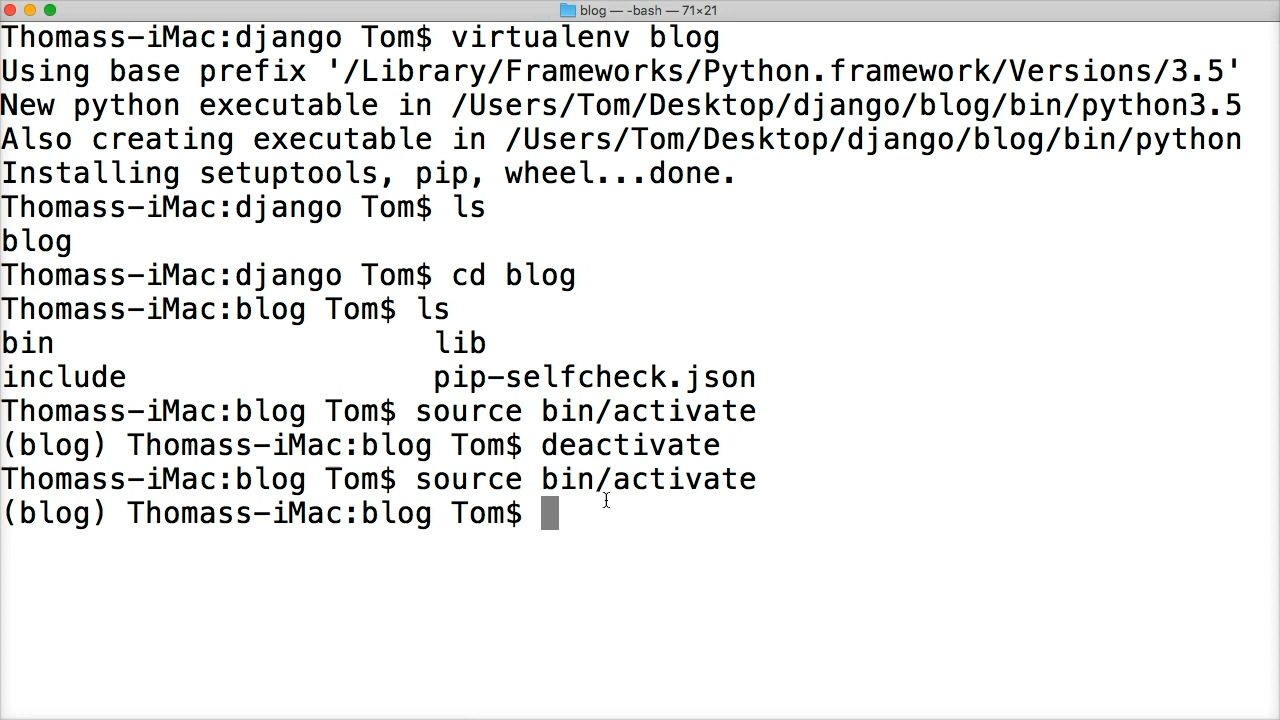 blog — -bash — 71×21
Thomass-iMac:django Tom$ virtualenv blog
Using base prefix '/Library/Frameworks/Python.framework/Versions/3.5'
New python executable in /Users/Tom/Desktop/django/blog/bin/python3.5
Also creating executable in /Users/Tom/Desktop/django/blog/bin/python
Installing setuptools, pip, wheel...done.
Thomass-iMac:django Tom$ ls
blog
Thomass-iMac:django Tom$ cd blog
Thomass-iMac:blog Tom$ ls
bin lib
include pip-selfcheck.json
Thomass-iMac:blog Tom$ source bin/activate
(blog) Thomass-iMac:blog Tom$ deactivate
Thomass-iMac:blog Tom$ source bin/activate
(blog) Thomass-iMac:blog Tom$